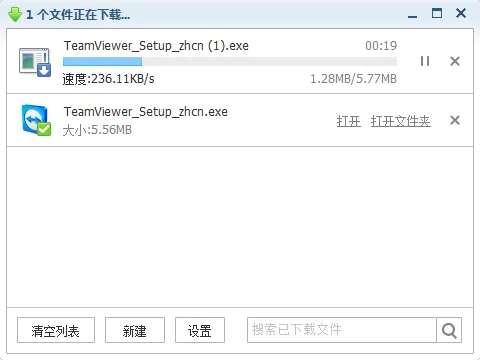 1 个文件正在下载...
TeamViewer_Setup_zhcn (1).exe 00:19
速度:236.11KB/s 1.28MB/5.77MB
TeamViewer_Setup_zhcn.exe
大小:5.56MB 打开 打开文件夹
清空列表 新建 设置 搜索已下载文件